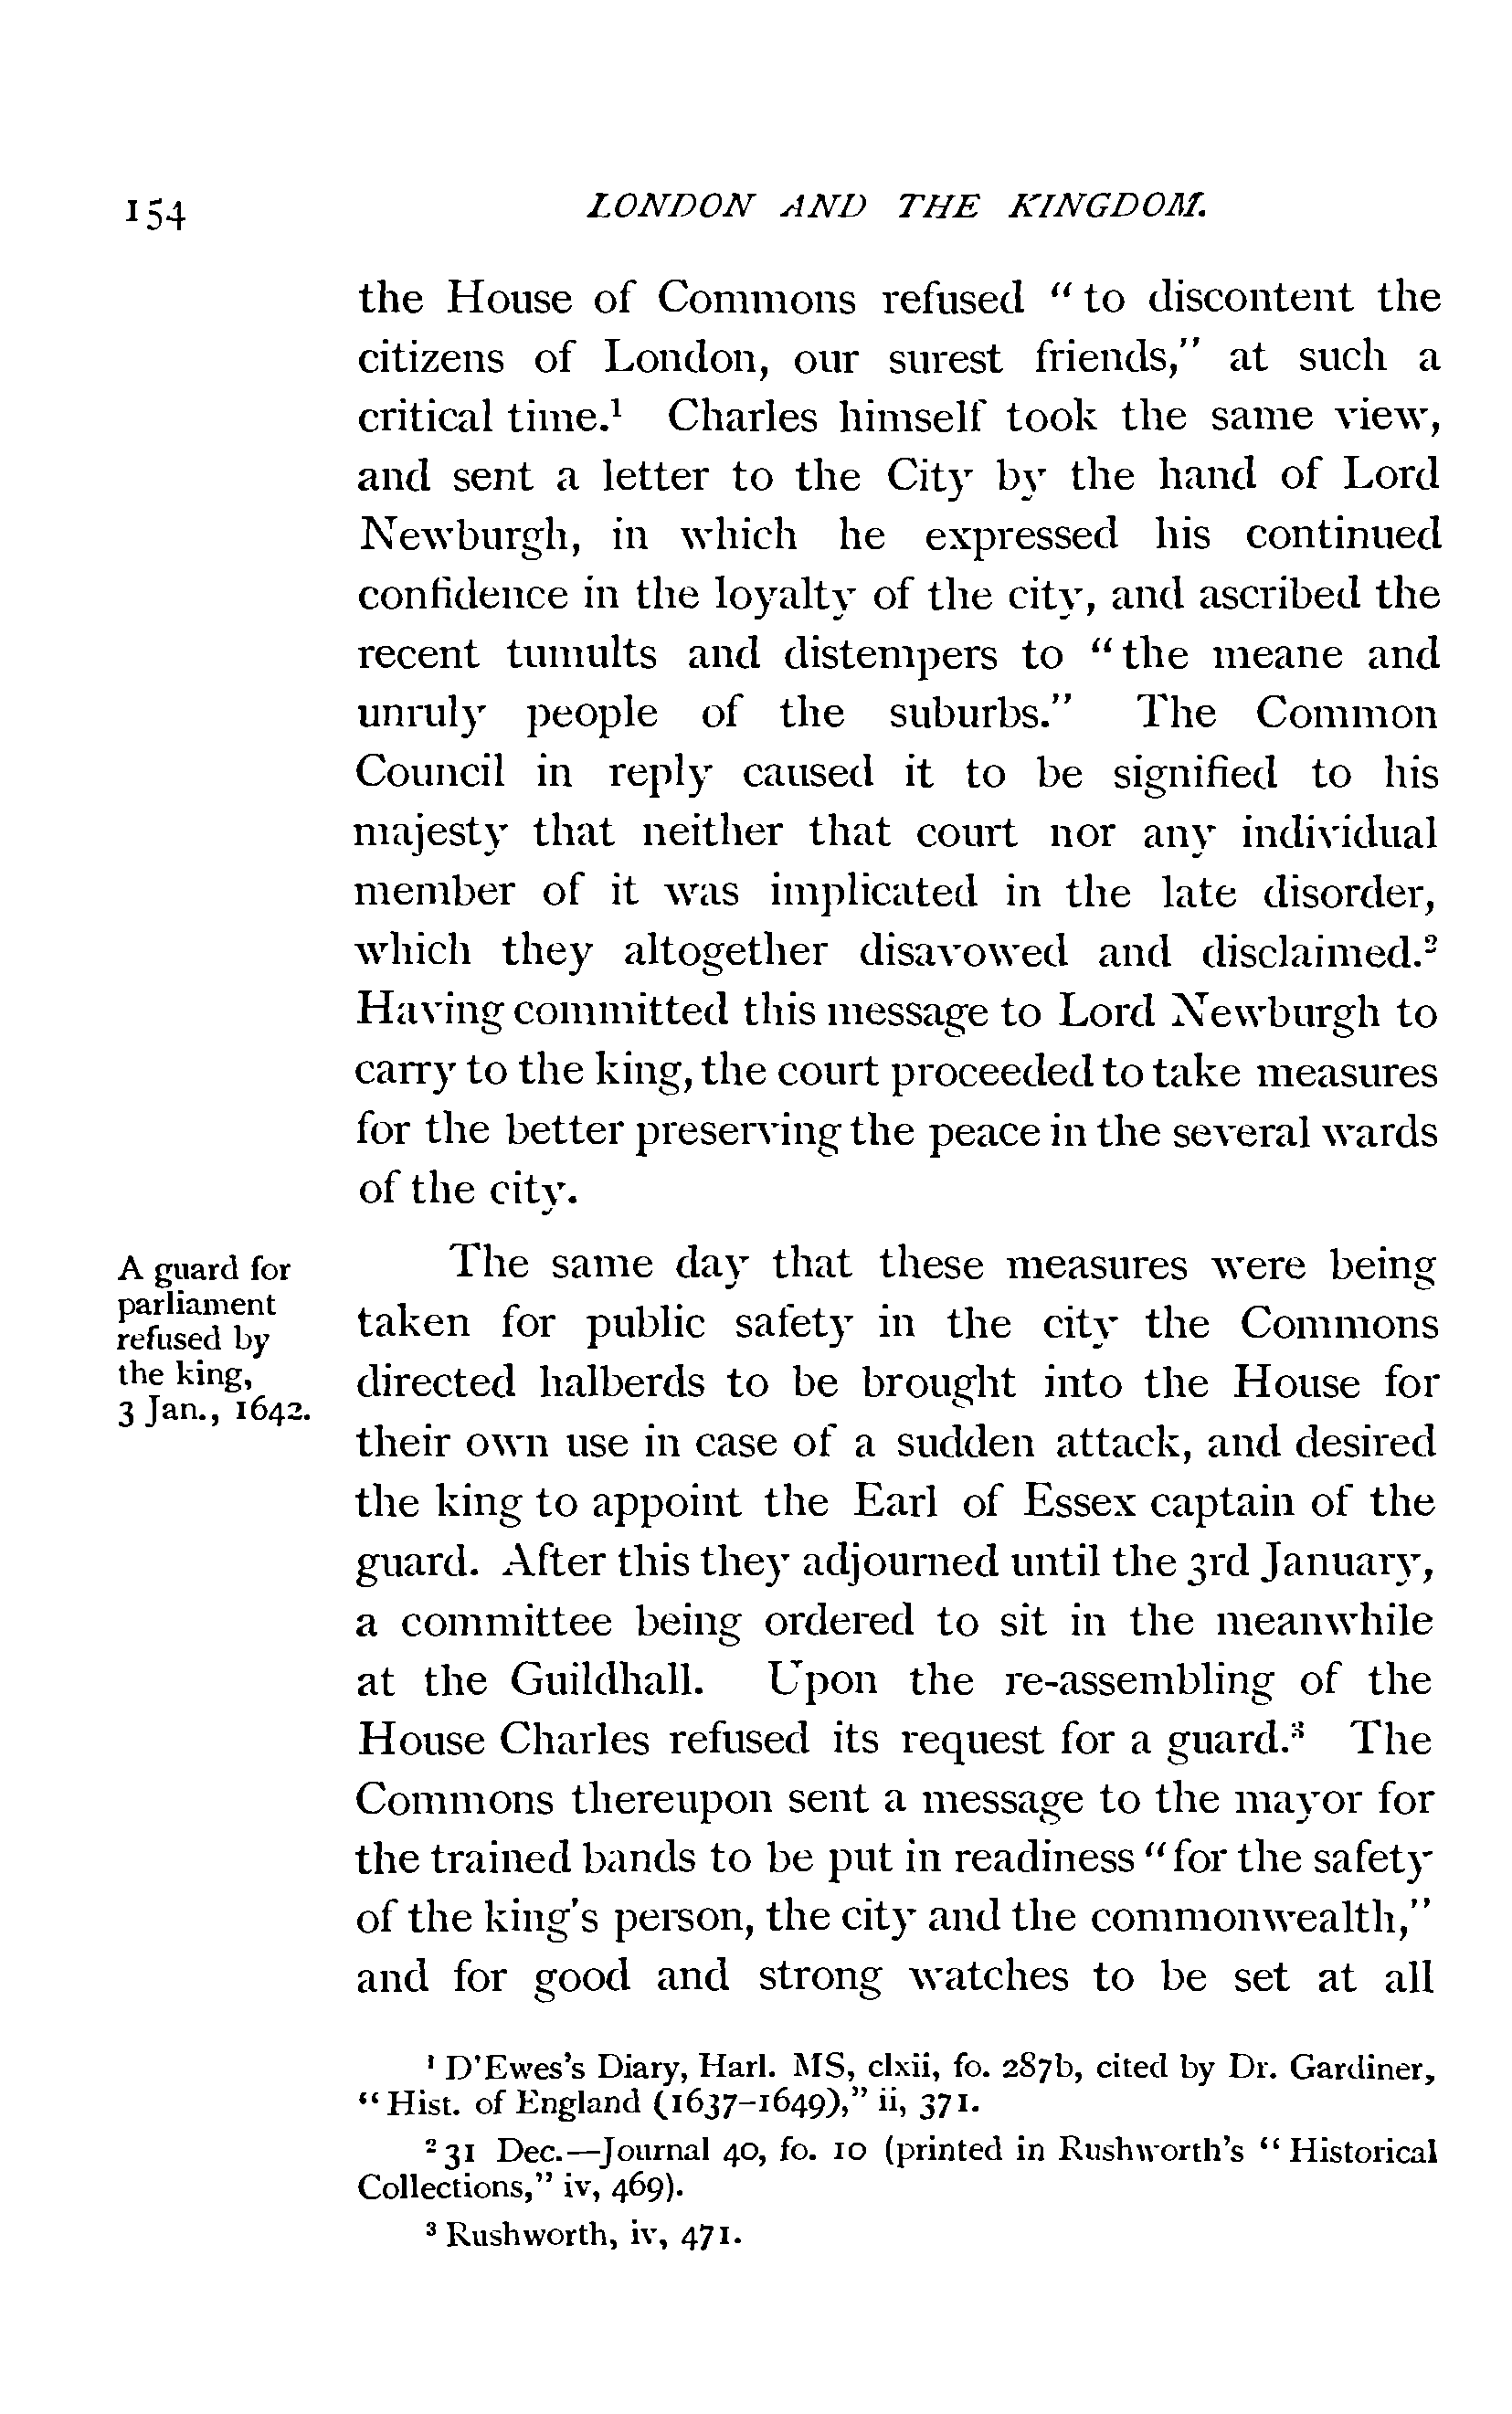 154
LONDON AND THE KINGDOM.
the House of Commons refused “to discontent the
citizens of London, our surest friends,” at such a
critical time.¹ Charles himself took the same view,
and sent a letter to the City by the hand of Lord
Newburgh, in which he expressed his continued
confidence in the loyalty of the city, and ascribed the
recent tumults and distempers to “the meane and
unruly people of the suburbs.” The Common
Council in reply caused it to be signified to his
majesty that neither that court nor any individual
member of it was implicated in the late disorder,
which they altogether disavowed and disclaimed.²
Having committed this message to Lord Newburgh to
carry to the king, the court proceeded to take measures
for the better preserving the peace in the several wards
of the city.
A guard for
parliament
refused by
the king,
3 Jan., 1642.
The same day that these measures were being
taken for public safety in the city the Commons
directed halberds to be brought into the House for
their own use in case of a sudden attack, and desired
the king to appoint the Earl of Essex captain of the
guard. After this they adjourned until the 3rd January,
a committee being ordered to sit in the meanwhile
at the Guildhall. Upon the re-assembling of the
House Charles refused its request for a guard.³ The
Commons thereupon sent a message to the mayor for
the trained bands to be put in readiness “for the safety
of the king's person, the city and the commonwealth,”
and for good and strong watches to be set at all
¹ D'Ewes's Diary, Harl. MS, clxii, fo. 287b, cited by Dr. Gardiner,
“Hist. of England (1637–1649),” ii, 371.
² 31 Dec.—Journal 40, fo. 10 (printed in Rushworth's “Historical
Collections,” iv, 469).
³ Rushworth, iv, 471.